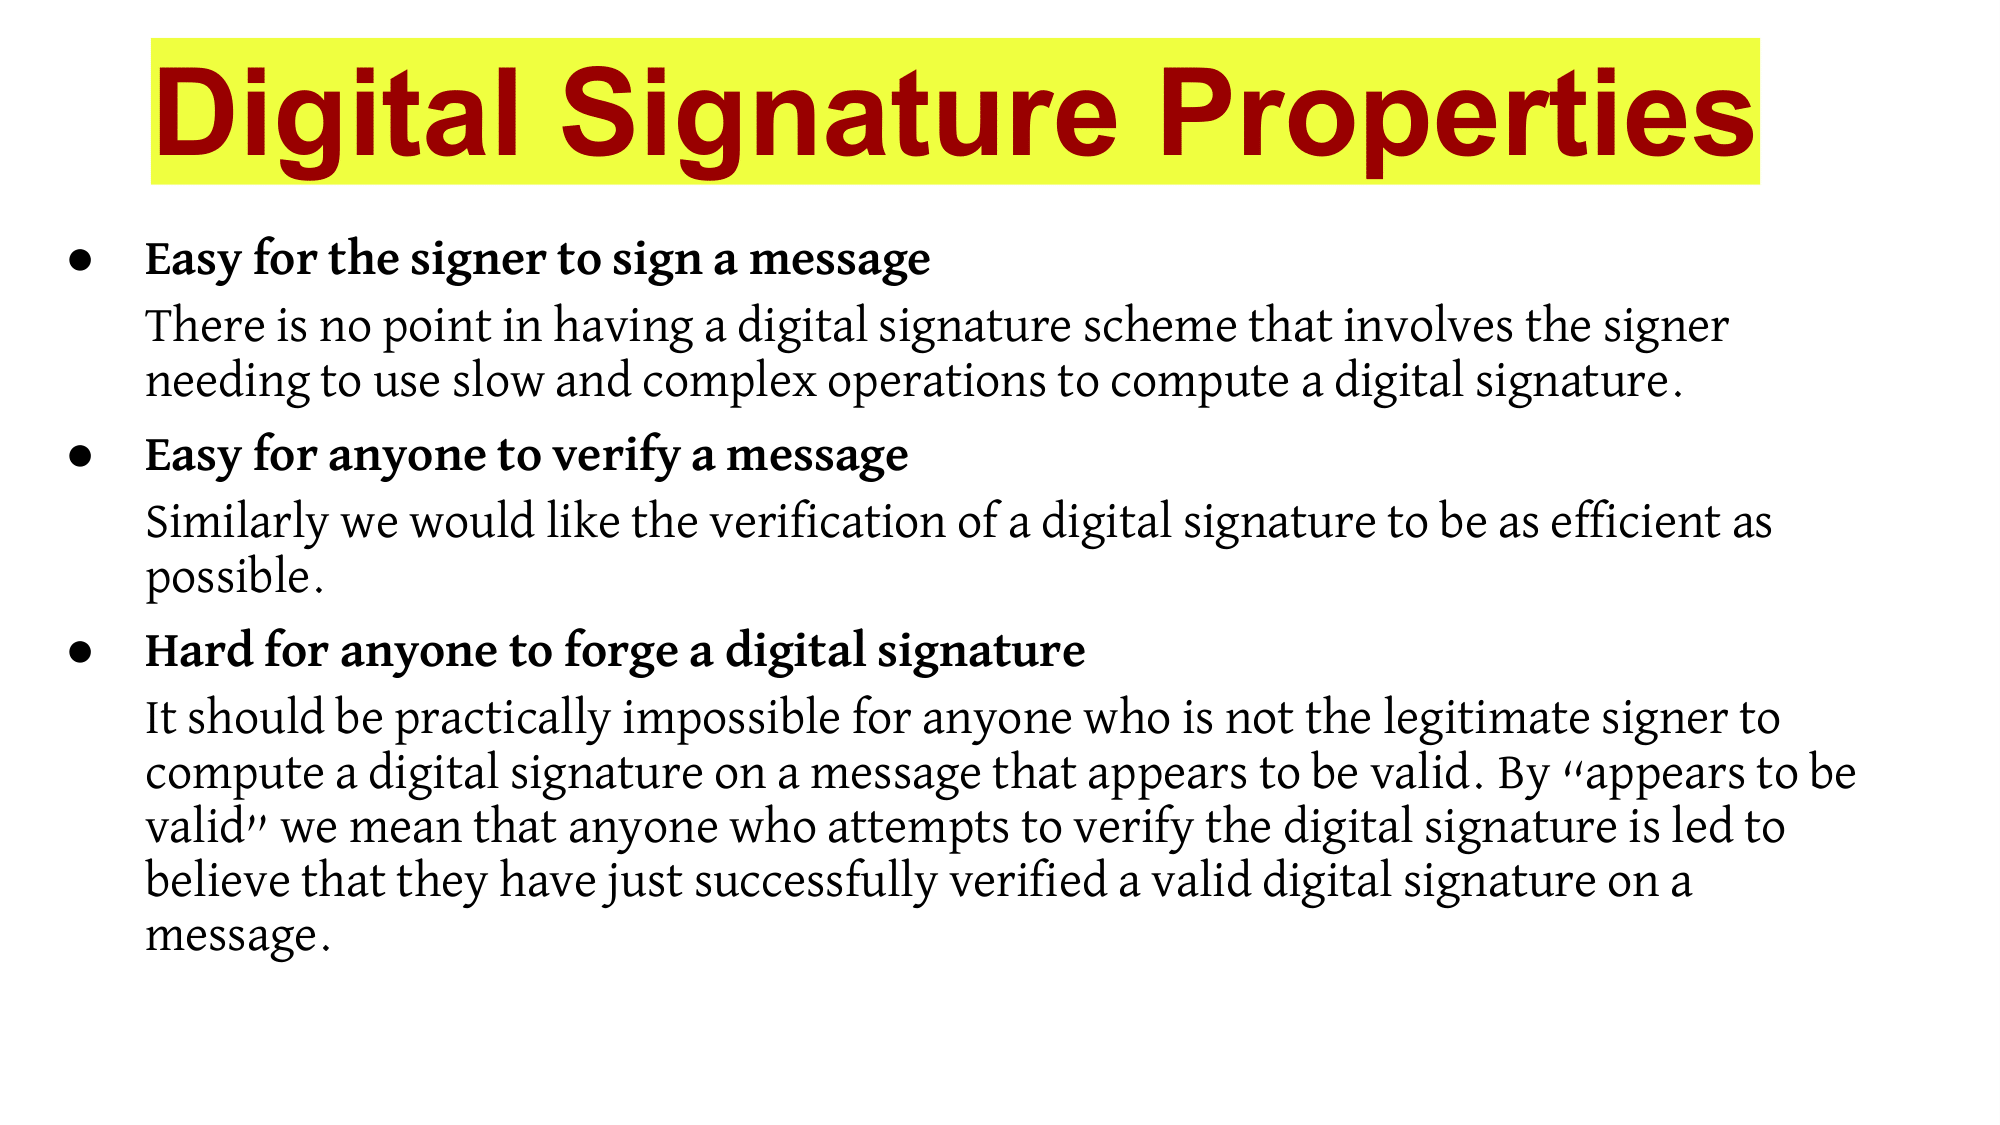 Digital Signature Properties
● Easy for the signer to sign a message
There is no point in having a digital signature scheme that involves the signer
needing to use slow and complex operations to compute a digital signature.
● Easy for anyone to verify a message
Similarly we would like the verification of a digital signature to be as efficient as
possible.
● Hard for anyone to forge a digital signature
It should be practically impossible for anyone who is not the legitimate signer to
compute a digital signature on a message that appears to be valid. By “appears to be
valid” we mean that anyone who attempts to verify the digital signature is led to
believe that they have just successfully verified a valid digital signature on a
message.